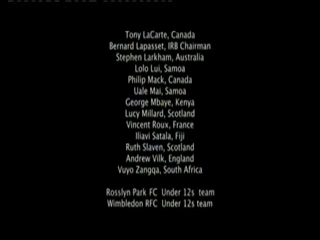 Tony LaCarte, Canada
Bernard Lapasset, IRB Chairman
Stephen Larkham, Australia
Lolo Lui, Samoa
Philip Mack, Canada
Uale Mai, Samoa
George Mbaye, Kenya
Lucy Millard, Scotland
Vincent Roux, France
Iliavi Satala, Fiji
Ruth Slaven, Scotland
Andrew Vilk, England
Vuyo Zangqa, South Africa
Rosslyn Park FC Under 12s team
Wimbledon RFC Under 12s team